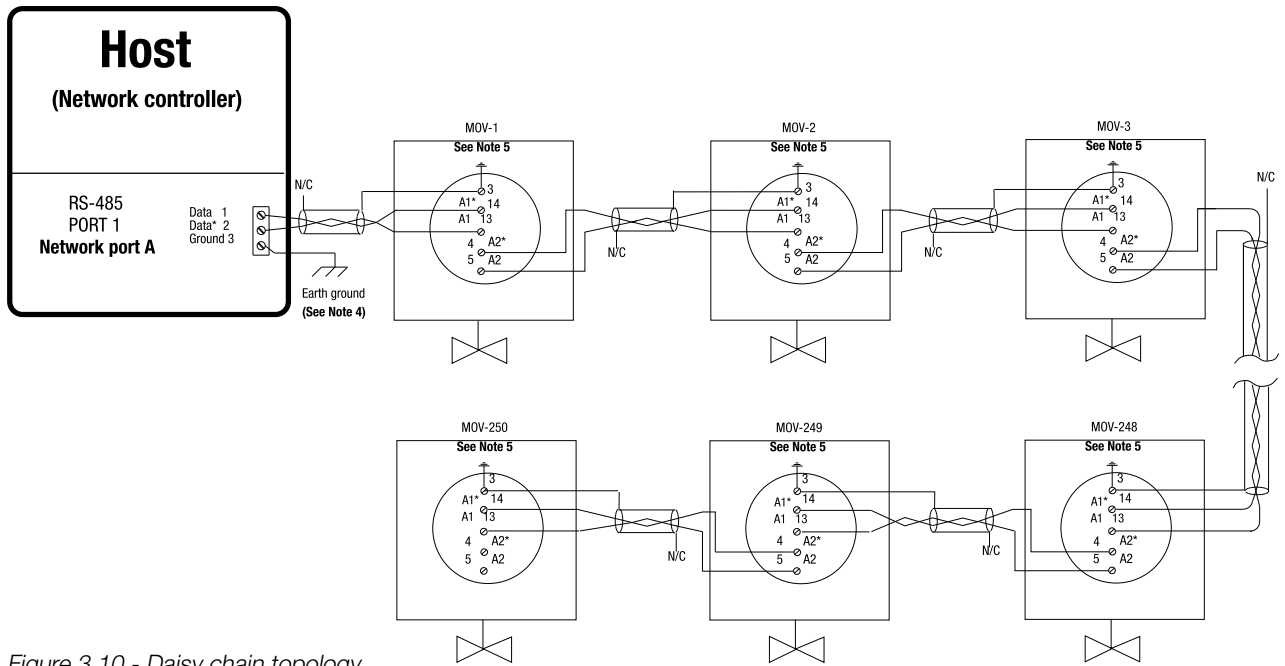 Host
(Network controller)
RS-485
PORT 1
Network port A
Data 1
Data* 2
Ground 3
N/C
Earth ground
(See Note 4)
MOV-1
See Note 5
3
A1* 14
A1 13
4 A2*
5 A2
N/C
MOV-2
See Note 5
3
A1* 14
A1 13
4 A2*
5 A2
N/C
MOV-3
See Note 5
3
A1* 14
A1 13
4 A2*
5 A2
N/C
MOV-250
See Note 5
3
A1* 14
A1 13
4 A2*
5 A2
N/C
MOV-249
See Note 5
3
A1* 14
A1 13
4 A2*
5 A2
N/C
MOV-248
See Note 5
3
A1* 14
A1 13
4 A2*
5 A2
Figure 3.10 - Daisy chain topology